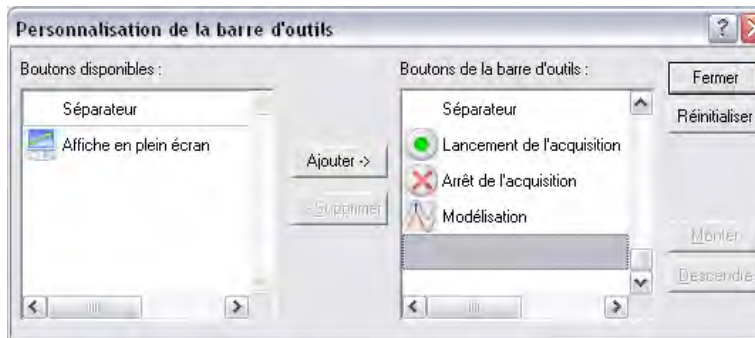 Personnalisation de la barre d'outils
Boutons disponibles :
Séparateur
Affiche en plein écran
Ajouter ->
<- Supprimer
Boutons de la barre d'outils :
Séparateur
Lancement de l'acquisition
Arrêt de l'acquisition
Modélisation
Fermer
Réinitialiser
Monter
Descendre